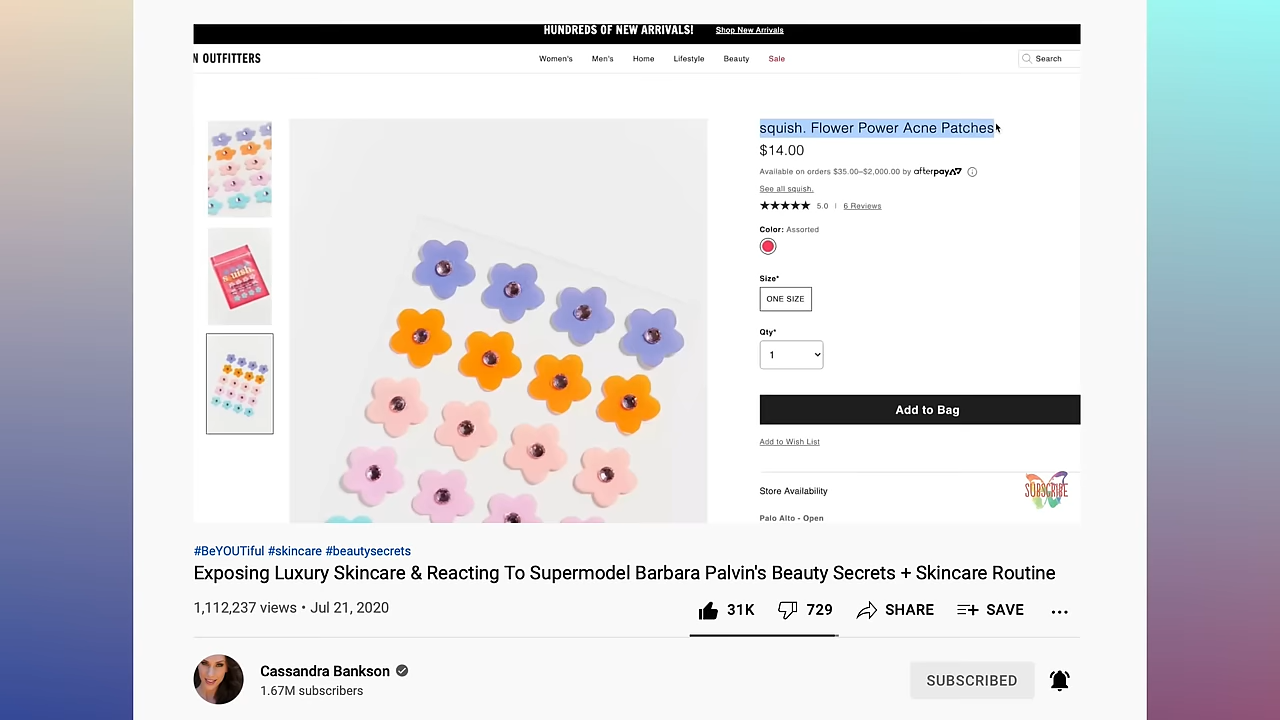 HUNDREDS OF NEW ARRIVALS! Shop New Arrivals
N OUTFITTERS
Women's Men's Home Lifestyle Beauty Sale
Search
squish. Flower Power Acne Patches
$14.00
Available on orders $35.00–$2,000.00 by afterpay
See all squish.
★★★★★ 5.0 | 6 Reviews
Color: Assorted
Size*
ONE SIZE
Qty*
1
Add to Bag
Add to Wish List
Store Availability
SUBSCRIBE
Palo Alto - Open
squish
#BeYOUTiful #skincare #beautysecrets
Exposing Luxury Skincare & Reacting To Supermodel Barbara Palvin's Beauty Secrets + Skincare Routine
1,112,237 views • Jul 21, 2020
31K 729 SHARE SAVE
Cassandra Bankson
1.67M subscribers
SUBSCRIBED